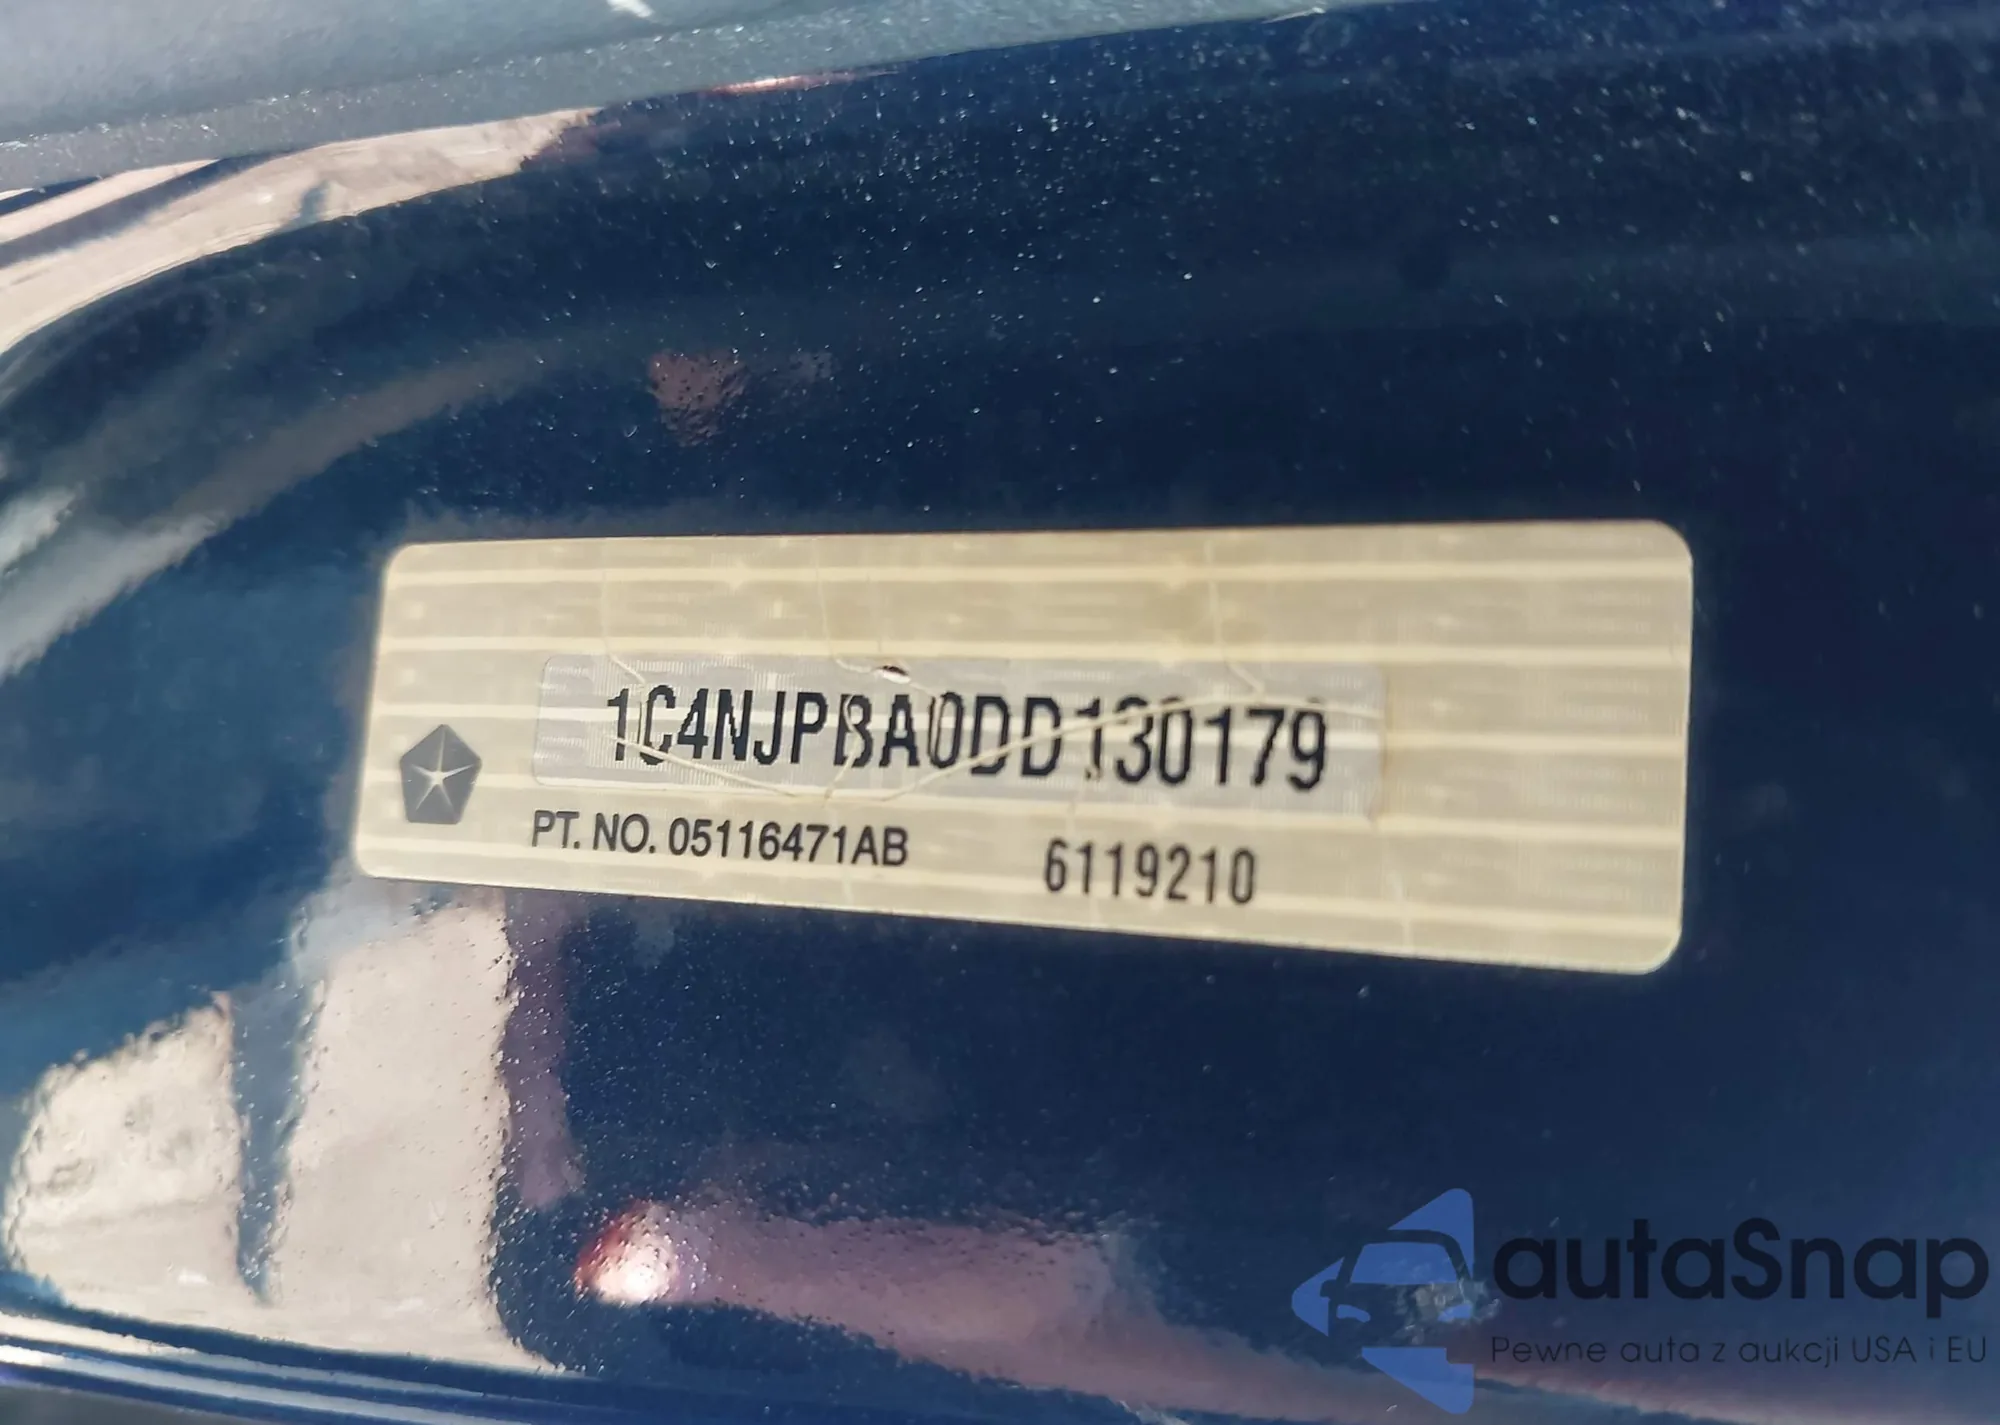 1C4NJPBA0DD130179
PT. NO. 05116471AB 6119210
autaSnap
Pewne auta z aukcji USA i EU